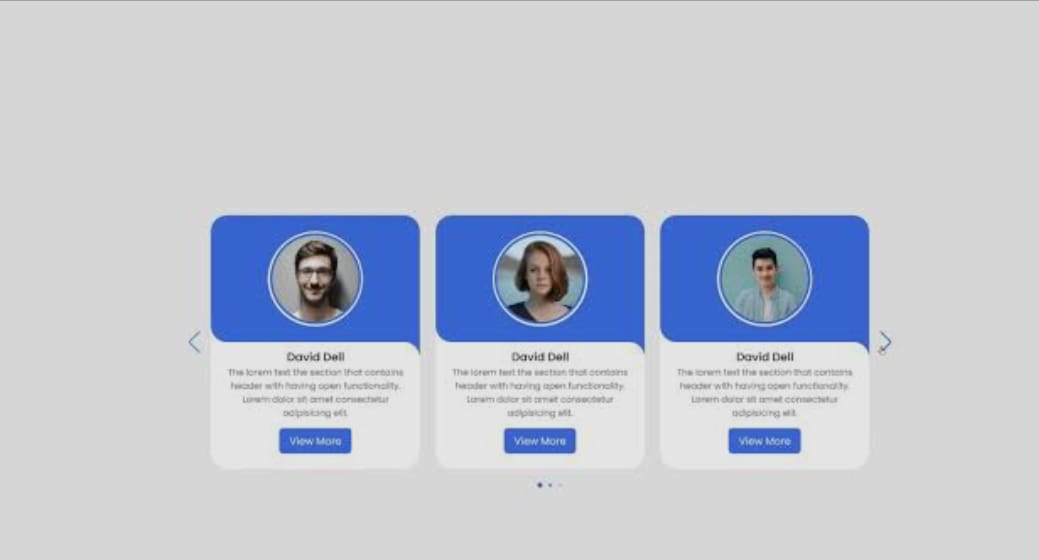 David Dell
The lorem text the section that contains
header with having open functionality.
Lorem dolor sit amet consectetur
adipisicing elit.
View More
David Dell
The lorem text the section that contains
header with having open functionality.
Lorem dolor sit amet consectetur
adipisicing elit.
View More
David Dell
The lorem text the section that contains
header with having open functionality.
Lorem dolor sit amet consectetur
adipisicing elit.
View More